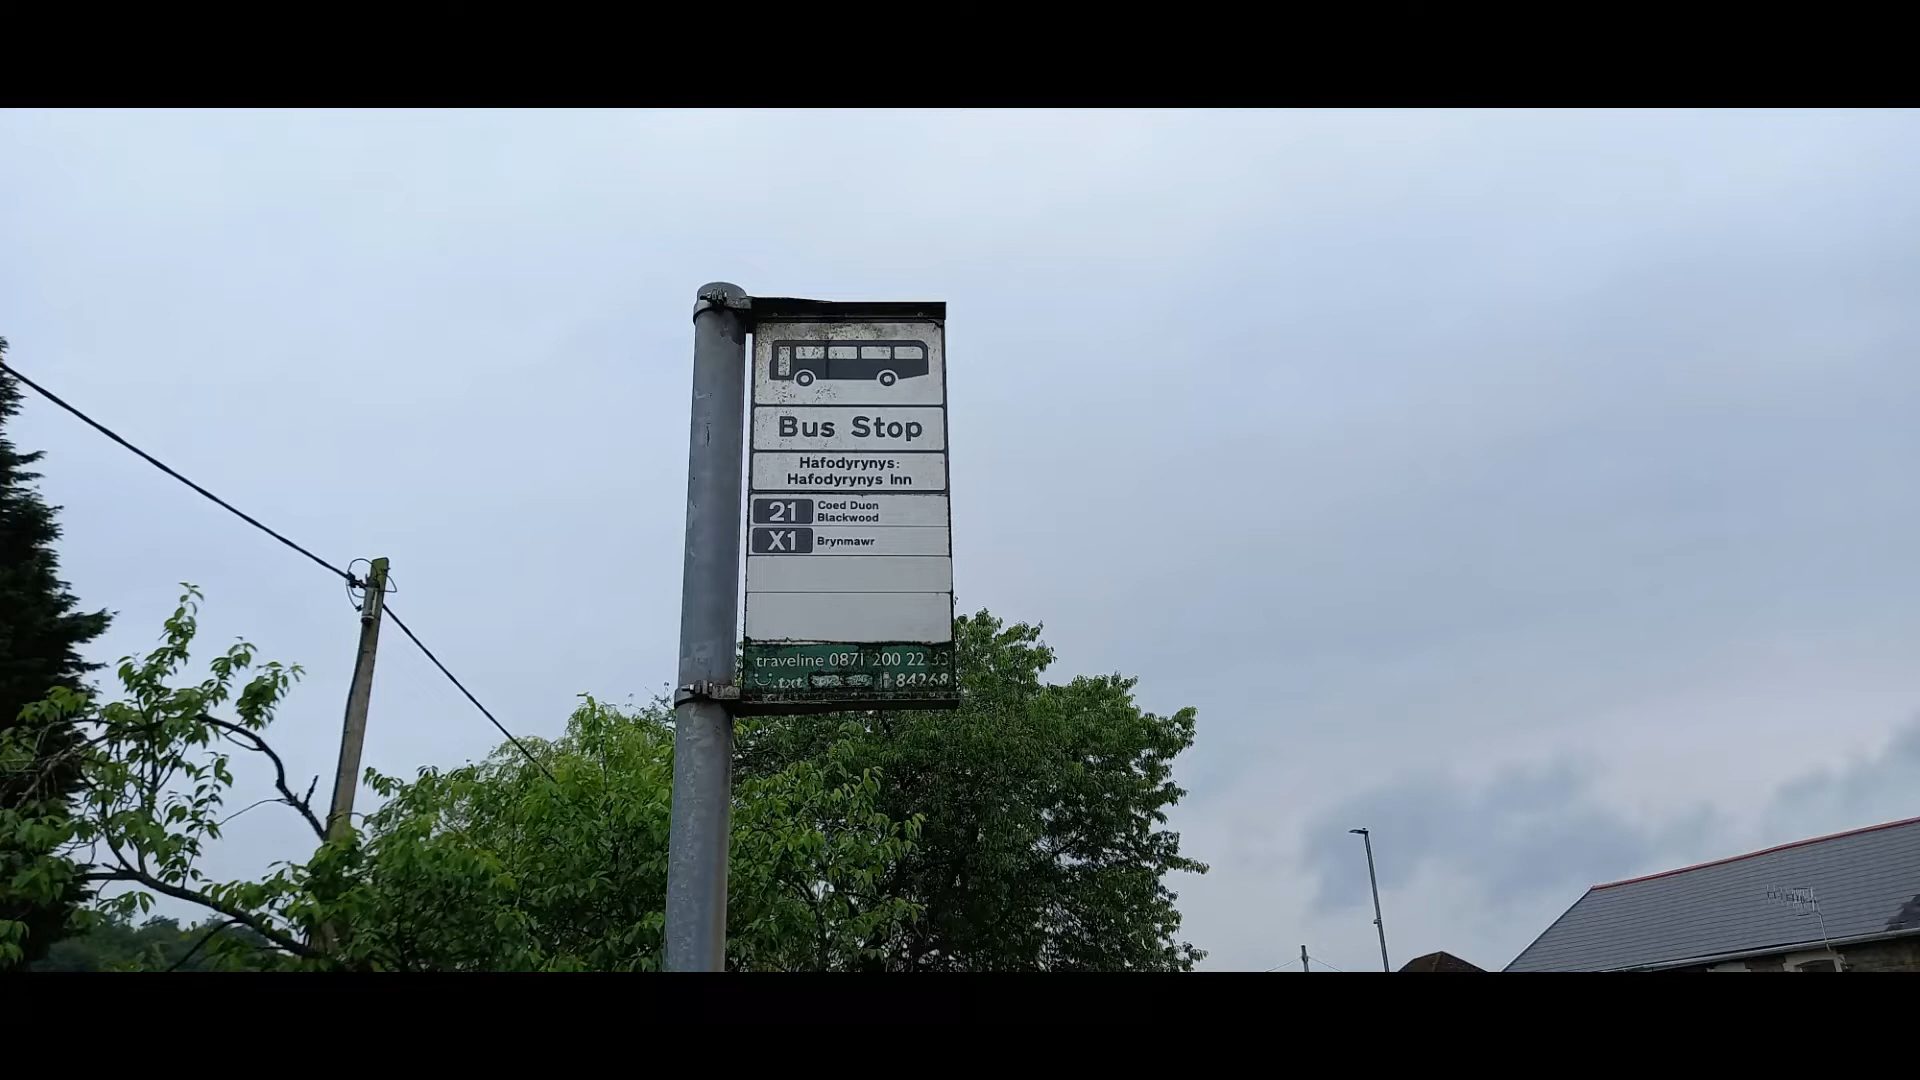 Bus Stop
Hafodyrynys:
Hafodyrynys Inn
21 Coed Duon
Blackwood
X1 Brynmawr
traveline 0871 200 22 33
.txt 84268